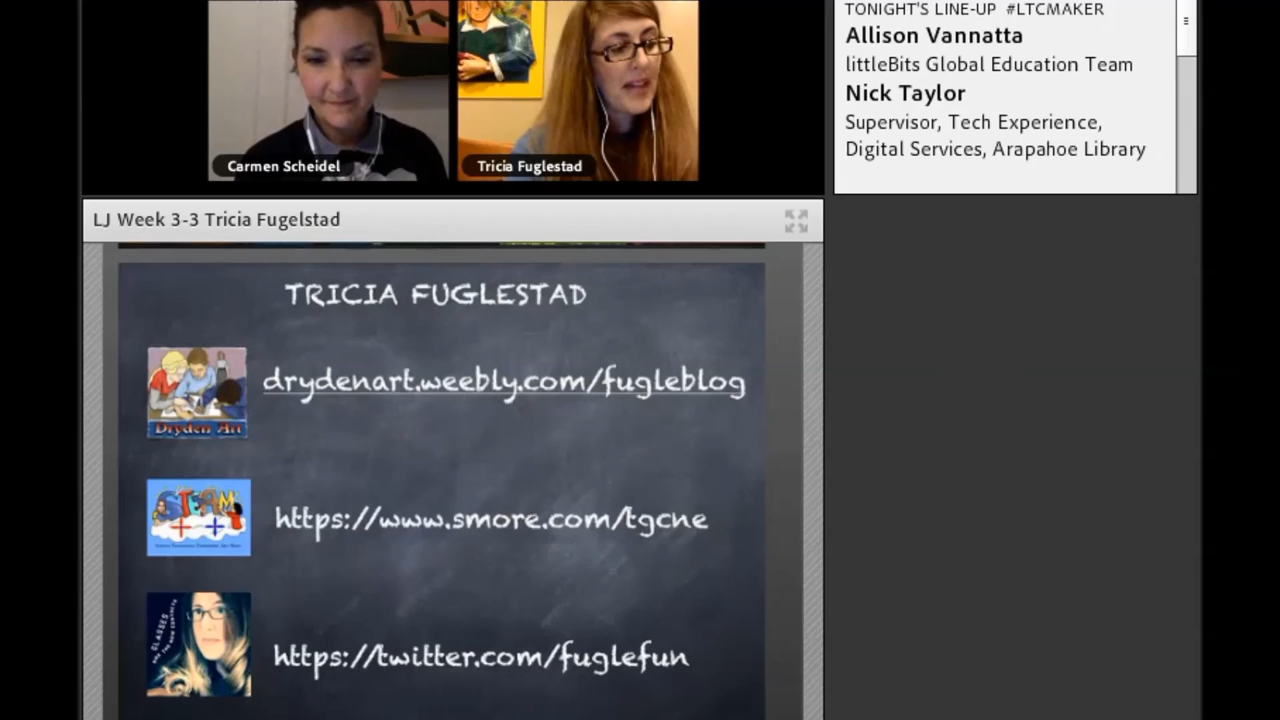 TONIGHT'S LINE-UP #LTCMAKER
Allison Vannatta
littleBits Global Education Team
Nick Taylor
Supervisor, Tech Experience,
Digital Services, Arapahoe Library
Carmen Scheidel
Tricia Fuglestad
LJ Week 3-3 Tricia Fugelstad
TRICIA FUGLESTAD
Dryden Art
drydenart.weebly.com/fugleblog
STEAM
https://www.smore.com/tgcne
GLASSES
https://twitter.com/fuglefun